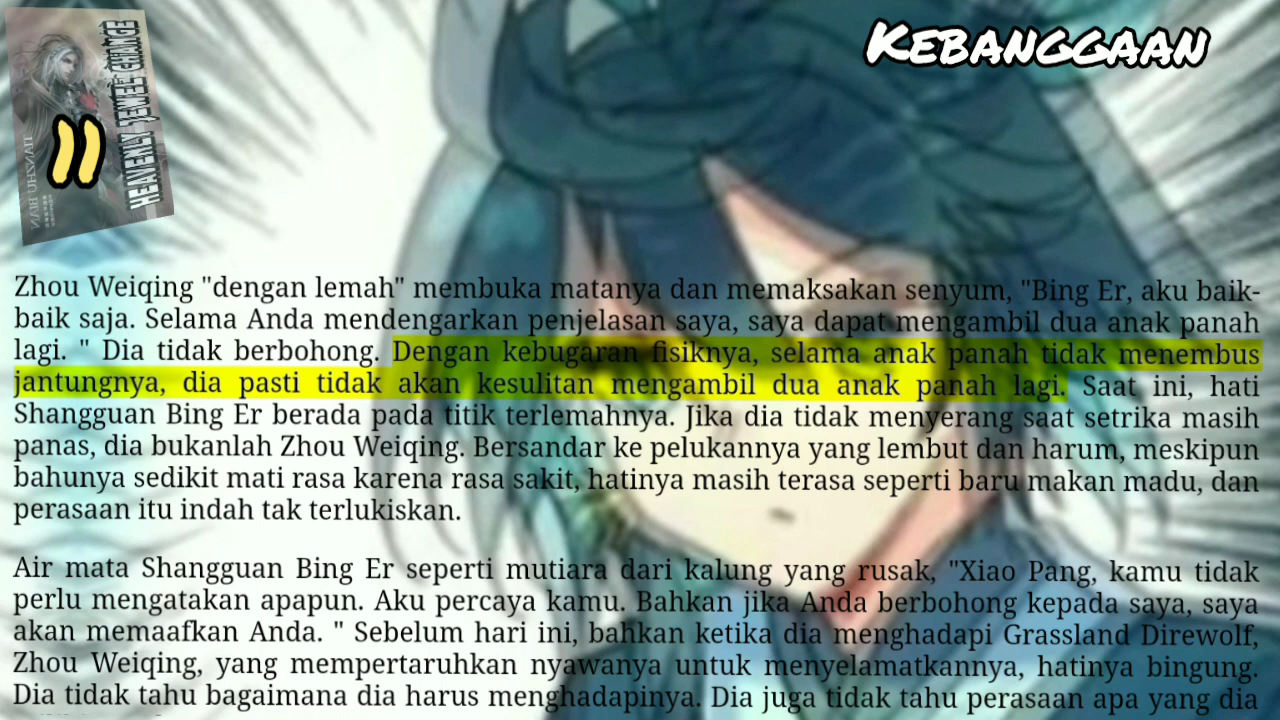 KEBANGGAAN
HEAVENLY JEWEL CHANGE
11
Zhou Weiqing "dengan lemah" membuka matanya dan memaksakan senyum, "Bing Er, aku baik-
baik saja. Selama Anda mendengarkan penjelasan saya, saya dapat mengambil dua anak panah
lagi. " Dia tidak berbohong. Dengan kebugaran fisiknya, selama anak panah tidak menembus
jantungnya, dia pasti tidak akan kesulitan mengambil dua anak panah lagi. Saat ini, hati
Shangguan Bing Er berada pada titik terlemahnya. Jika dia tidak menyerang saat setrika masih
panas, dia bukanlah Zhou Weiqing. Bersandar ke pelukannya yang lembut dan harum, meskipun
bahunya sedikit mati rasa karena rasa sakit, hatinya masih terasa seperti baru makan madu, dan
perasaan itu indah tak terlukiskan.
Air mata Shangguan Bing Er seperti mutiara dari kalung yang rusak, "Xiao Pang, kamu tidak
perlu mengatakan apapun. Aku percaya kamu. Bahkan jika Anda berbohong kepada saya, saya
akan memaafkan Anda. " Sebelum hari ini, bahkan ketika dia menghadapi Grassland Direwolf,
Zhou Weiqing, yang mempertaruhkan nyawanya untuk menyelamatkannya, hatinya bingung.
Dia tidak tahu bagaimana dia harus menghadapinya. Dia juga tidak tahu perasaan apa yang dia